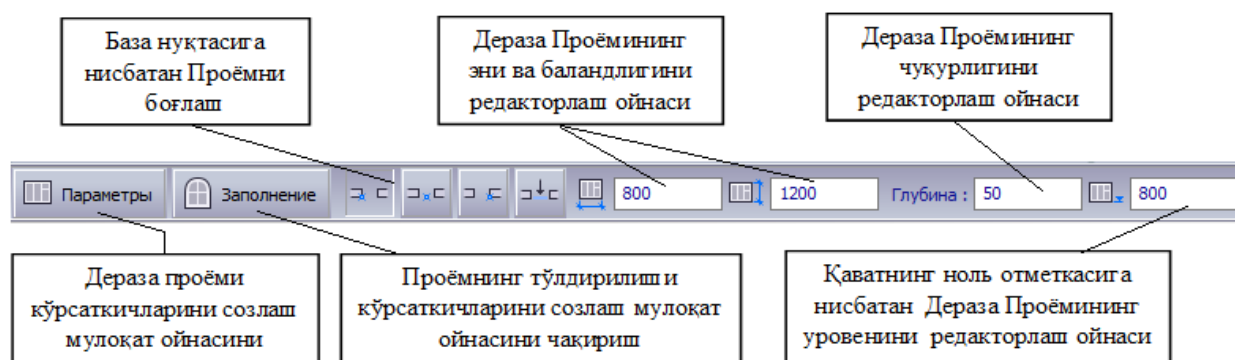 База нуқтасига
нисбатан Проёмни
боғлаш
Дераза Проёмининг
эни ва баландлигини
редакторлаш ойнаси
Дераза Проёмининг
чуқурлигини
редакторлаш ойнаси
Параметры
Заполнение
800
1200
Глубина : 50
800
Дераза проёми
кўрсаткичларини созлаш
мулоқат ойнасини
Проёмнинг тўлдирилиши
кўрсаткичларини созлаш мулоқат
ойнасини чақириш
Қаватнинг ноль отметкасига
нисбатан Дераза Проёмининг
уровенини редакторлаш ойнаси